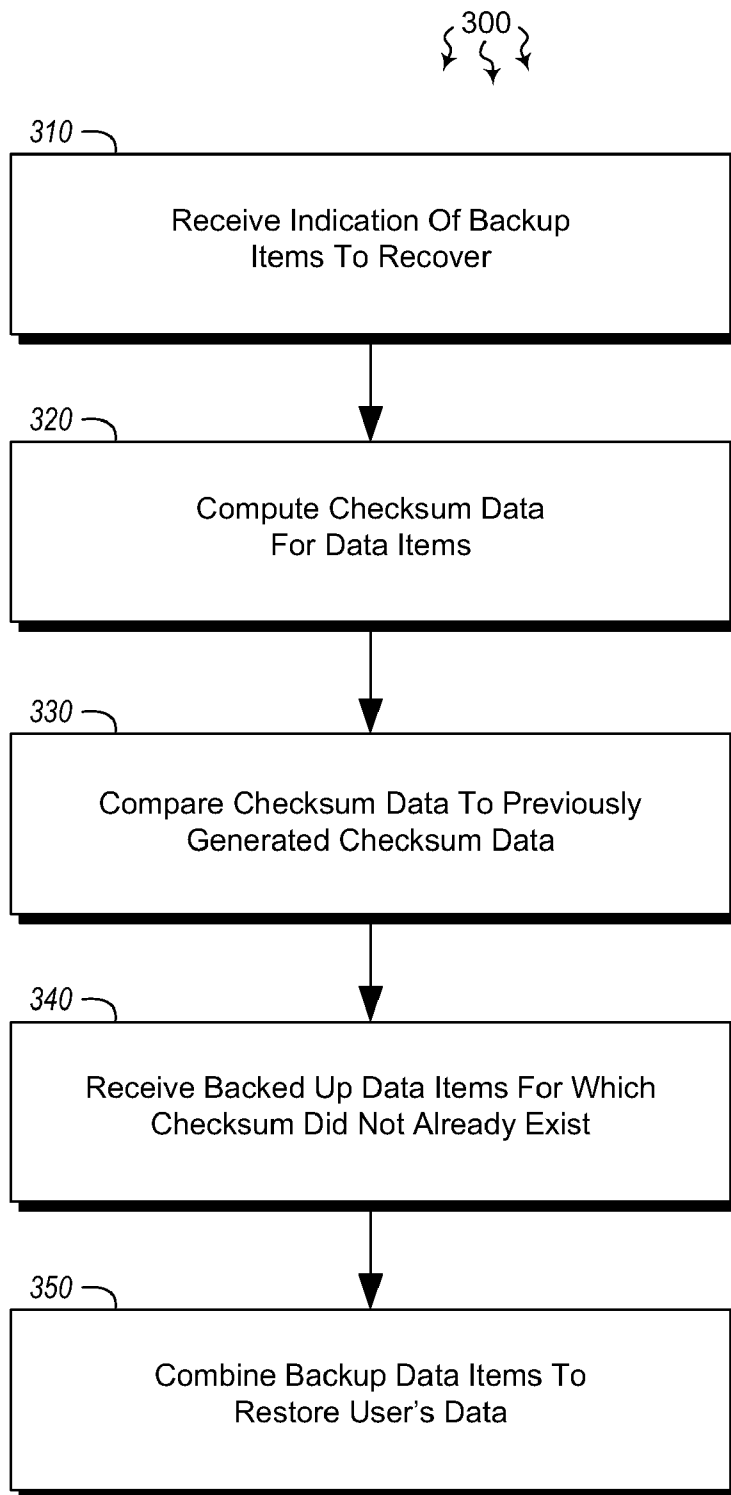 300
310
Receive Indication Of Backup
Items To Recover
320
Compute Checksum Data
For Data Items
330
Compare Checksum Data To Previously
Generated Checksum Data
340
Receive Backed Up Data Items For Which
Checksum Did Not Already Exist
350
Combine Backup Data Items To
Restore User's Data